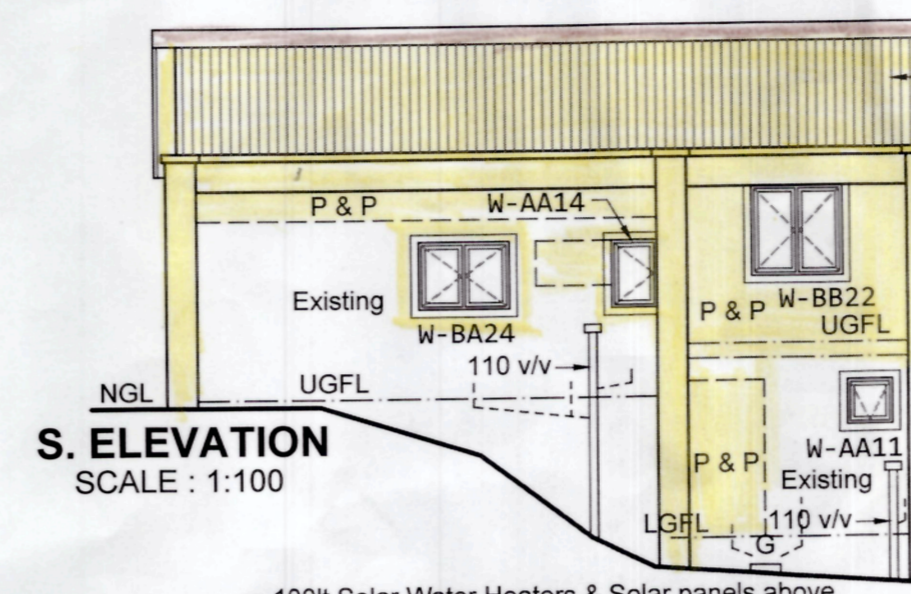 P & P
W-AA14
Existing
W-BA24
W-BB22
P & P
UGFL
110 v/v
NGL
UGFL
S. ELEVATION
SCALE : 1:100
W-AA11
P & P
Existing
LGFL
110 v/v
G
100lt Solar Water Heaters & Solar panels above